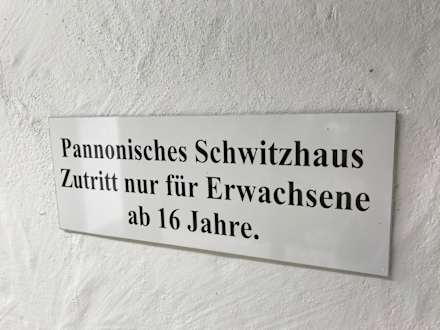 Pannonisches Schwitzhaus
Zutritt nur für Erwachsene
ab 16 Jahre.